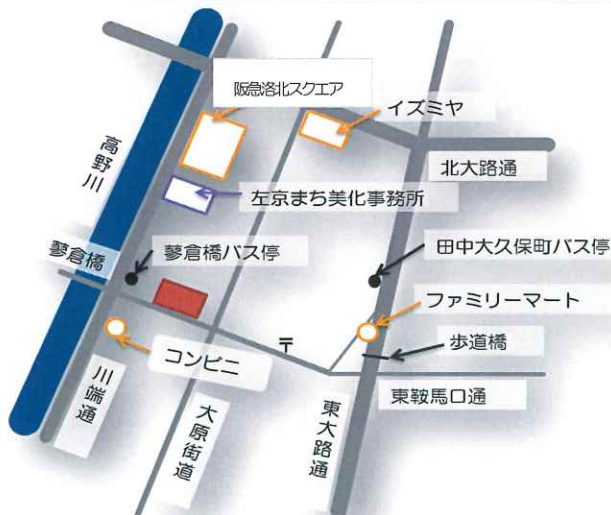 阪急洛北スクエア
イズミヤ
高野川
北大路通
左京まち美化事務所
蓼倉橋
蓼倉橋バス停
田中大久保町バス停
ファミリーマート
〒
歩道橋
コンビニ
川端通
大原街道
東大路通
東鞍馬口通